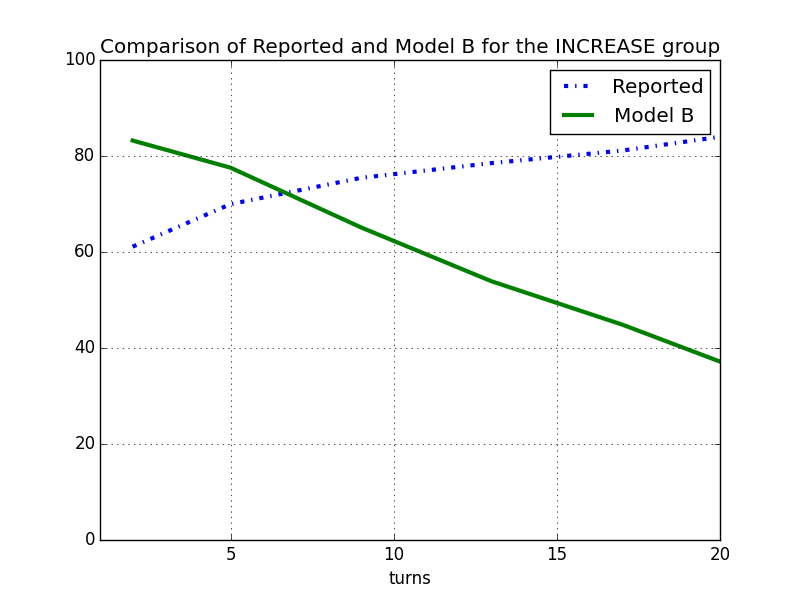 Comparison of Reported and Model B for the INCREASE group
100
80
60
40
20
0
Reported
Model B
5 10 15 20
turns